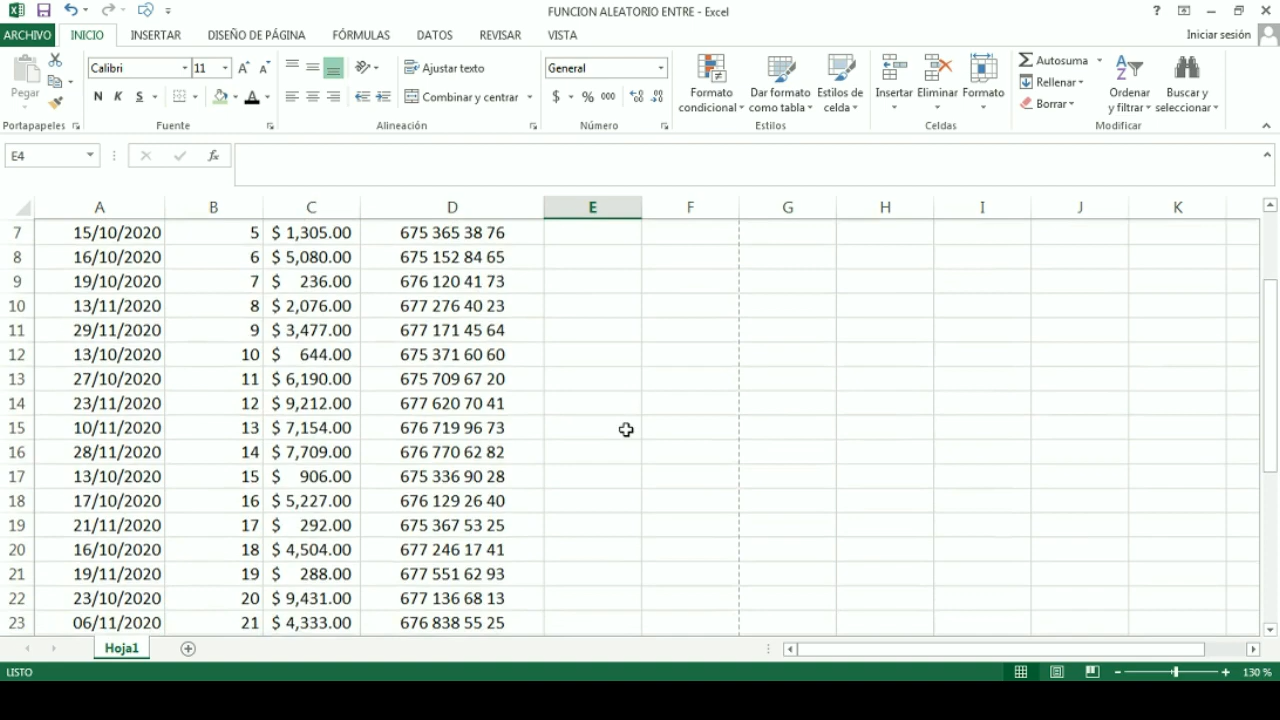 FUNCION ALEATORIO ENTRE - Excel
ARCHIVO INICIO INSERTAR DISEÑO DE PÁGINA FÓRMULAS DATOS REVISAR VISTA Iniciar sesión
Calibri 11 Ajustar texto General Autosuma
Rellenar
Pegar N K S A Combinar y centrar $ % 000 Formato condicional Dar formato como tabla Estilos de celda Insertar Eliminar Formato Borrar Ordenar y filtrar Buscar y seleccionar
Portapapeles Fuente Alineación Número Estilos Celdas Modificar
E4 fx
A B C D E F G H I J K
7 15/10/2020 5 $ 1,305.00 675 365 38 76
8 16/10/2020 6 $ 5,080.00 675 152 84 65
9 19/10/2020 7 $ 236.00 676 120 41 73
10 13/11/2020 8 $ 2,076.00 677 276 40 23
11 29/11/2020 9 $ 3,477.00 677 171 45 64
12 13/10/2020 10 $ 644.00 675 371 60 60
13 27/10/2020 11 $ 6,190.00 675 709 67 20
14 23/11/2020 12 $ 9,212.00 677 620 70 41
15 10/11/2020 13 $ 7,154.00 676 719 96 73
16 28/11/2020 14 $ 7,709.00 676 770 62 82
17 13/10/2020 15 $ 906.00 675 336 90 28
18 17/10/2020 16 $ 5,227.00 676 129 26 40
19 21/11/2020 17 $ 292.00 675 367 53 25
20 16/10/2020 18 $ 4,504.00 677 246 17 41
21 19/11/2020 19 $ 288.00 677 551 62 93
22 23/10/2020 20 $ 9,431.00 677 136 68 13
23 06/11/2020 21 $ 4,333.00 676 838 55 25
Hoja1
LISTO 130 %